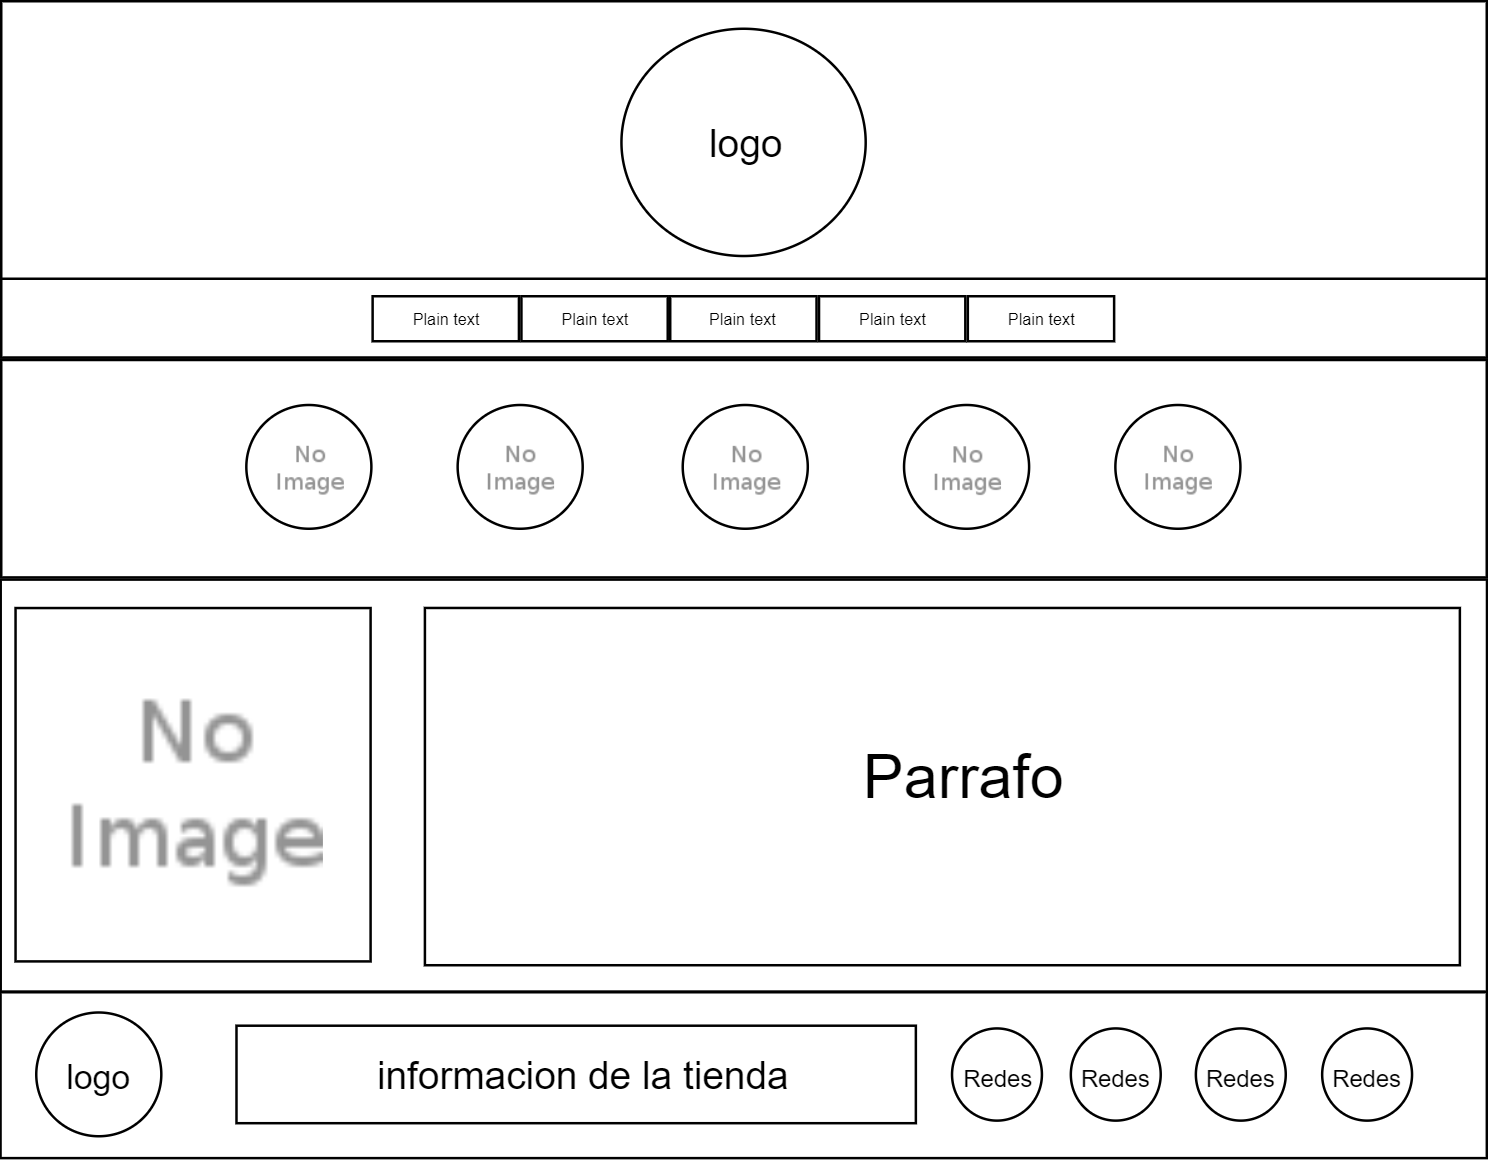 logo
Plain text
Plain text
Plain text
Plain text
Plain text
No
Image
No
Image
No
Image
No
Image
No
Image
No
Image
Parrafo
logo
informacion de la tienda
Redes
Redes
Redes
Redes